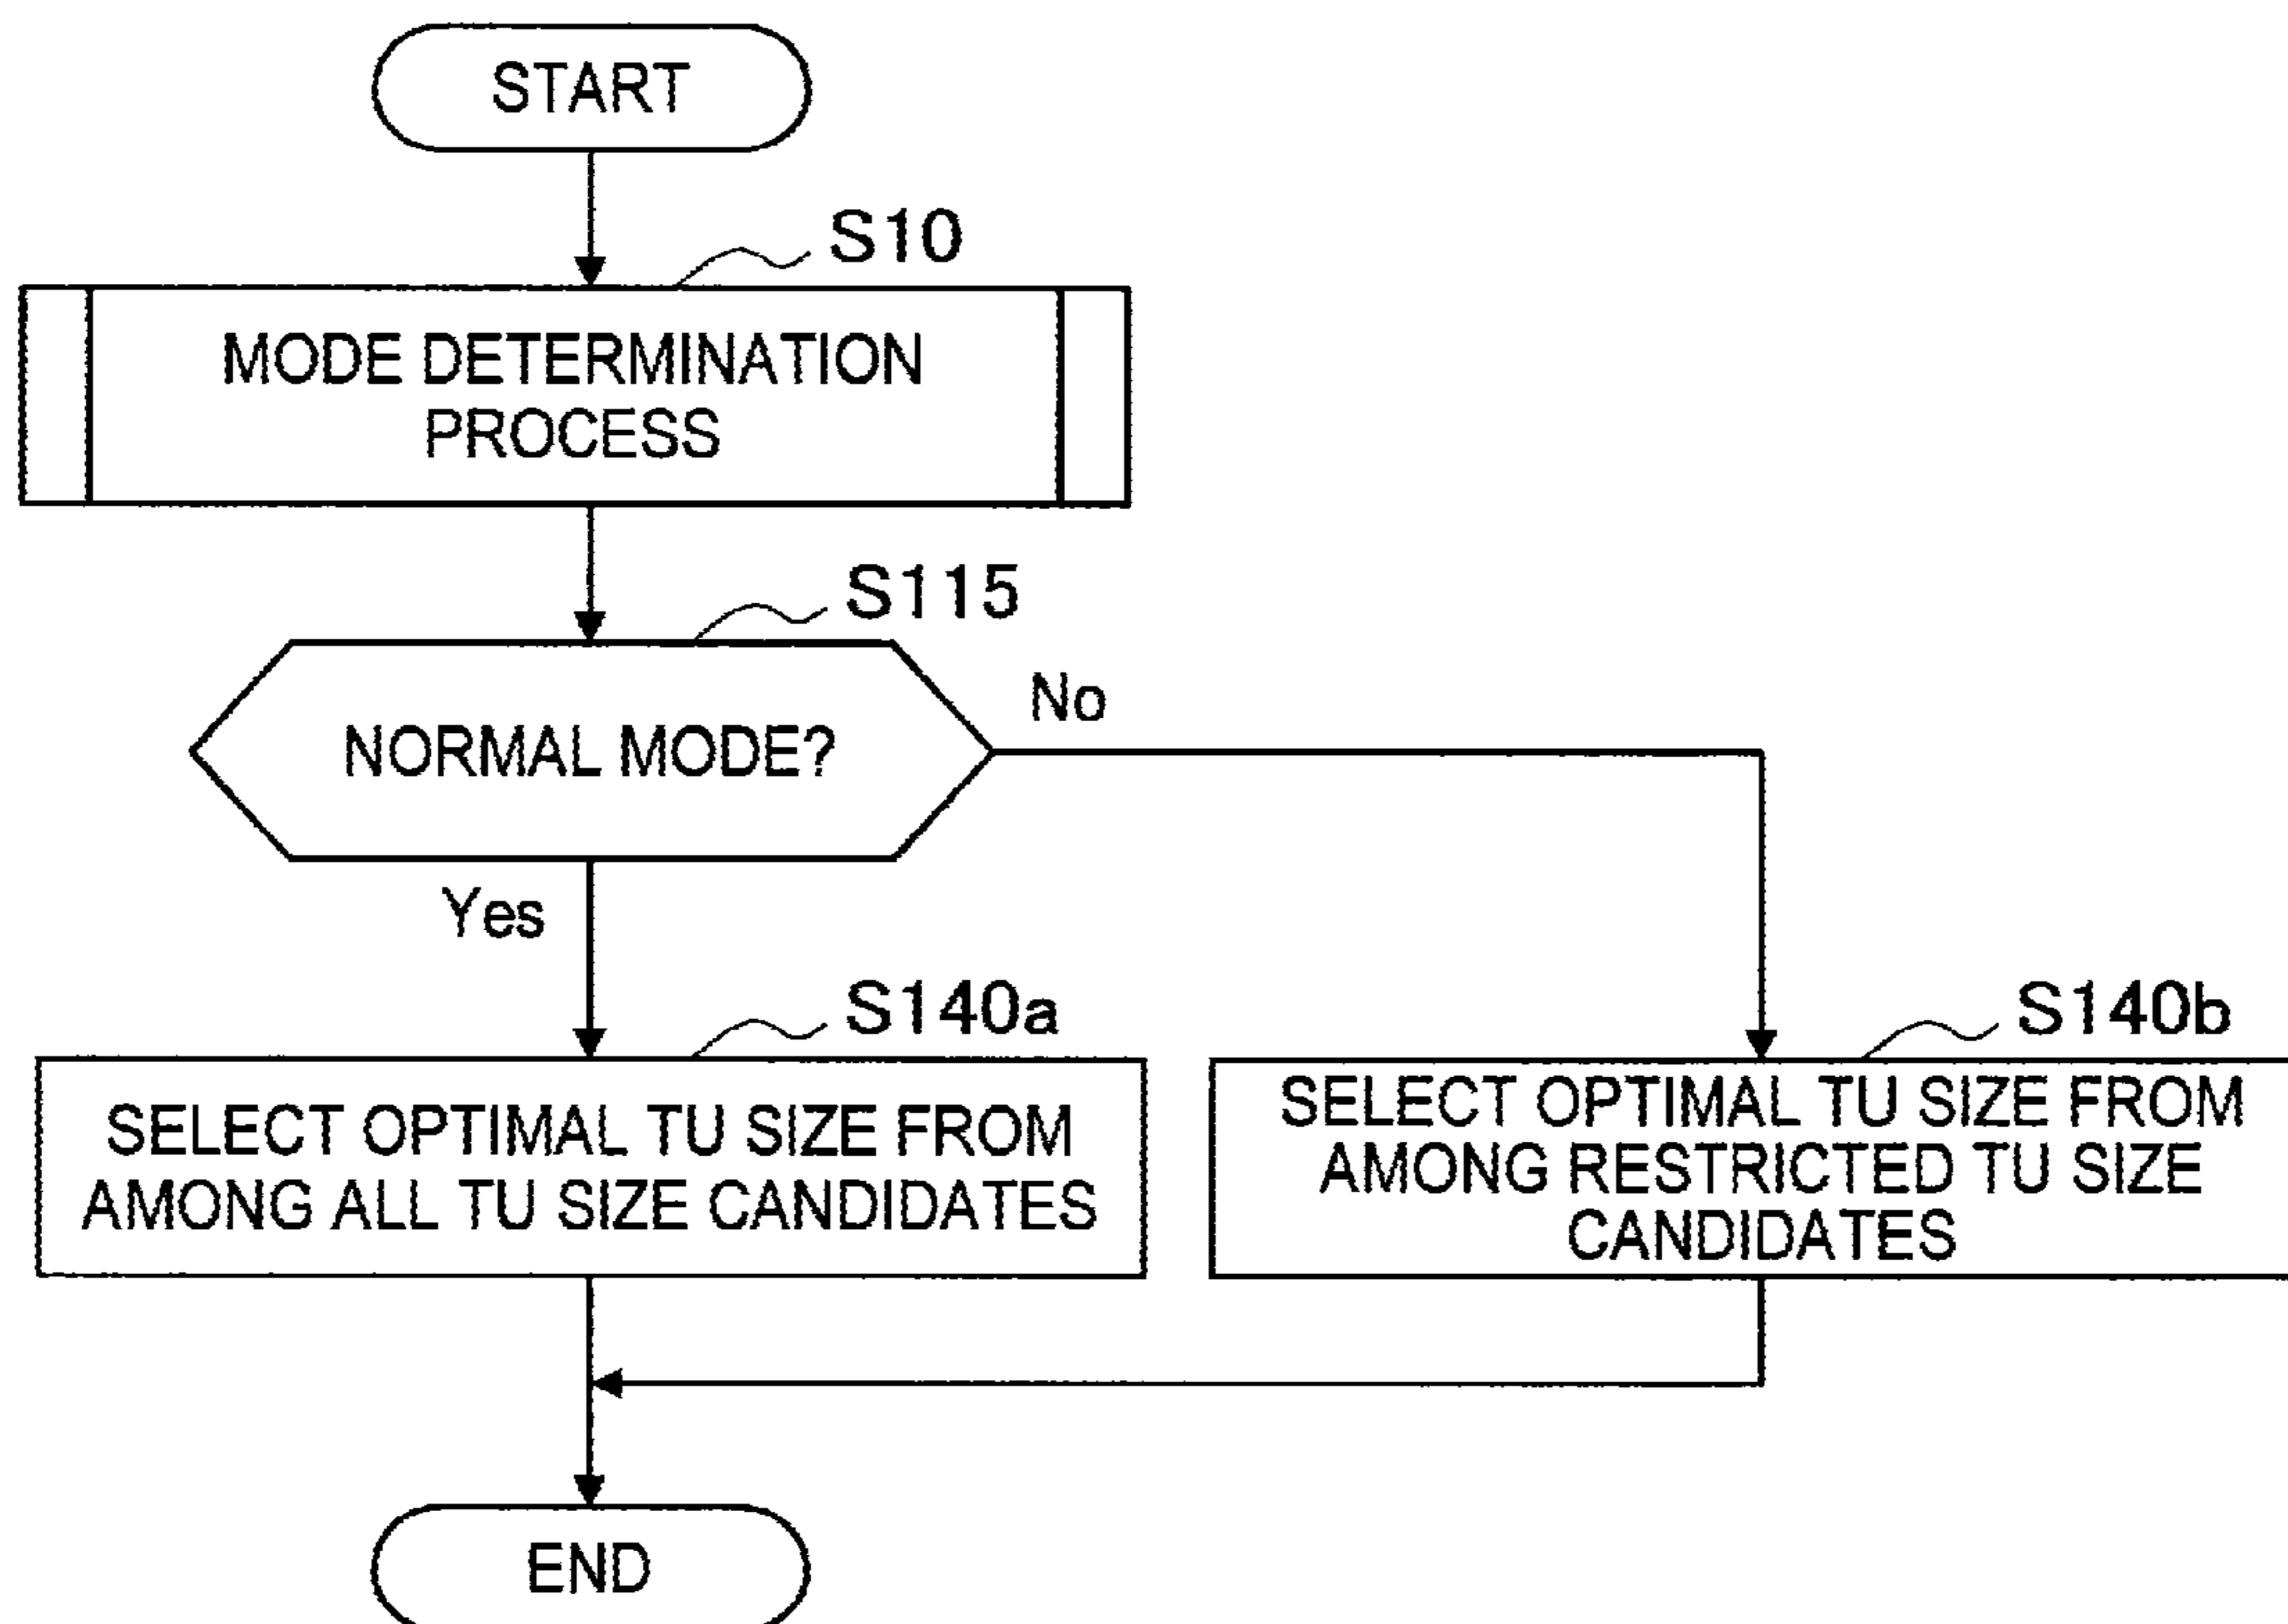 START
S10
MODE DETERMINATION
PROCESS
S115
NORMAL MODE?
No
Yes
S140a
SELECT OPTIMAL TU SIZE FROM
AMONG ALL TU SIZE CANDIDATES
S140b
SELECT OPTIMAL TU SIZE FROM
AMONG RESTRICTED TU SIZE
CANDIDATES
END